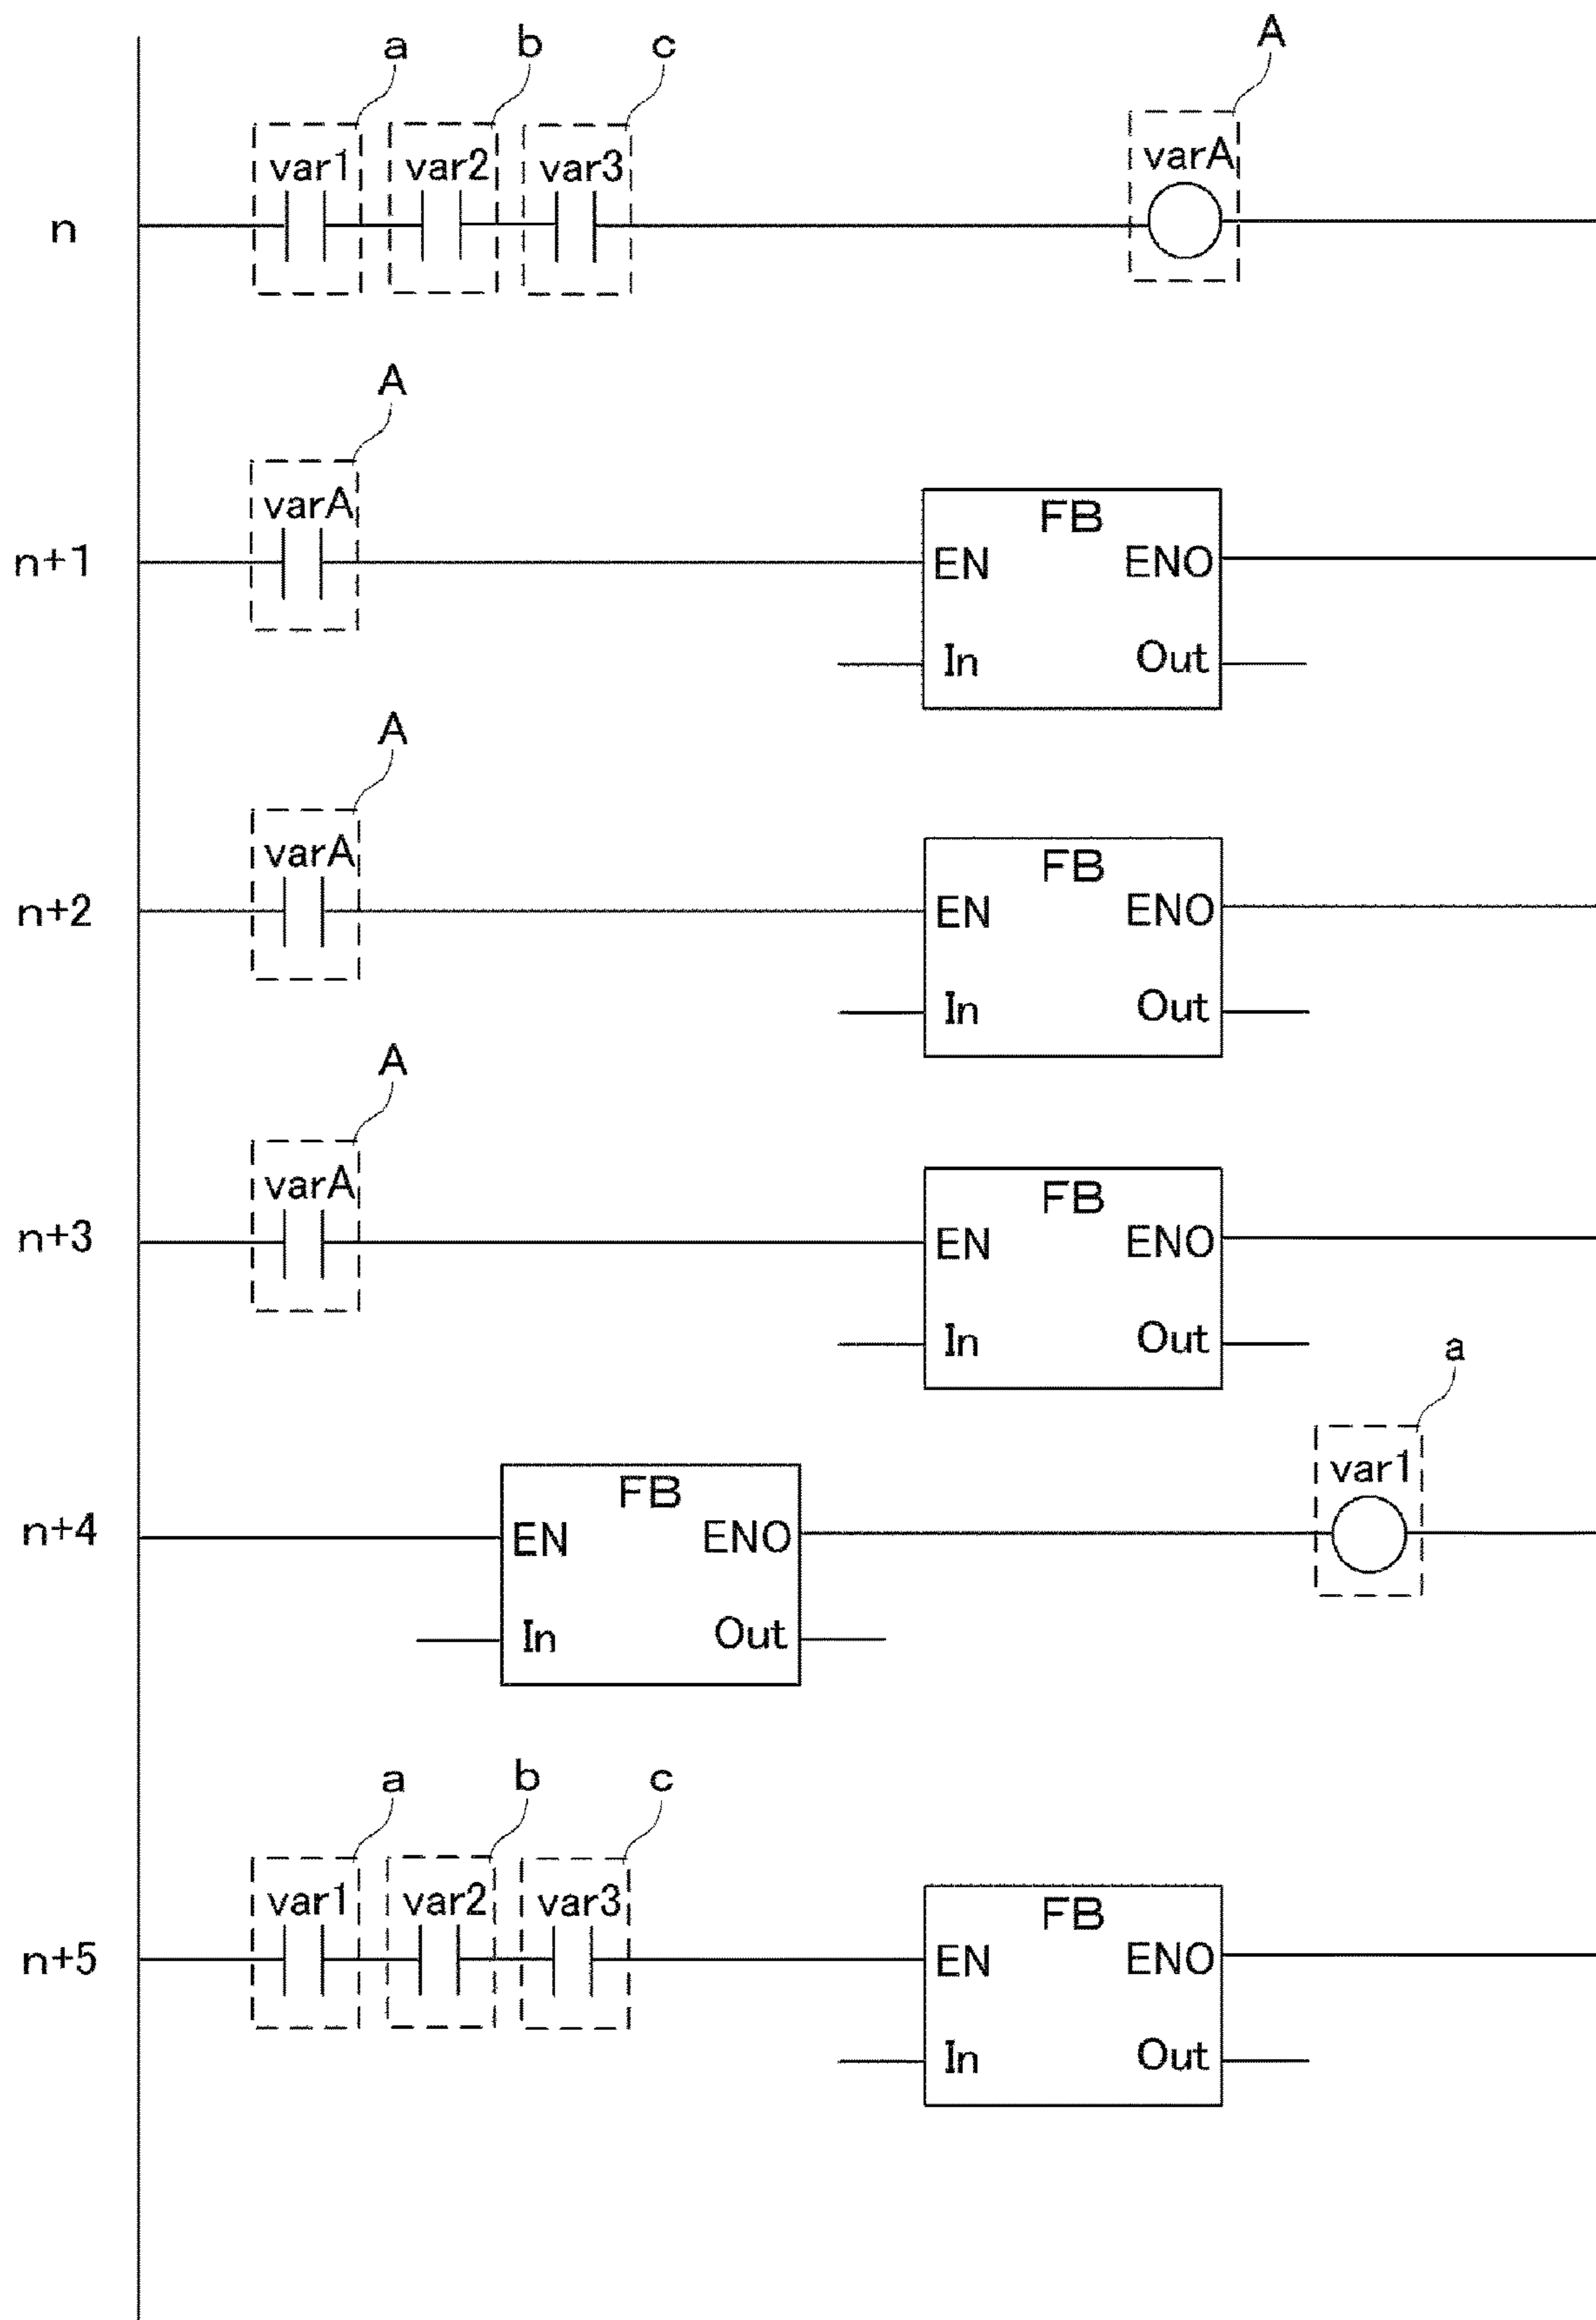 a b c A
var1 var2 var3 varA
n
A
varA
FB
n+1 EN ENO
In Out
A
varA
FB
n+2 EN ENO
In Out
A
varA
FB
n+3 EN ENO
In Out
a
var1
FB
n+4 EN ENO
In Out
a b c
var1 var2 var3
FB
n+5 EN ENO
In Out